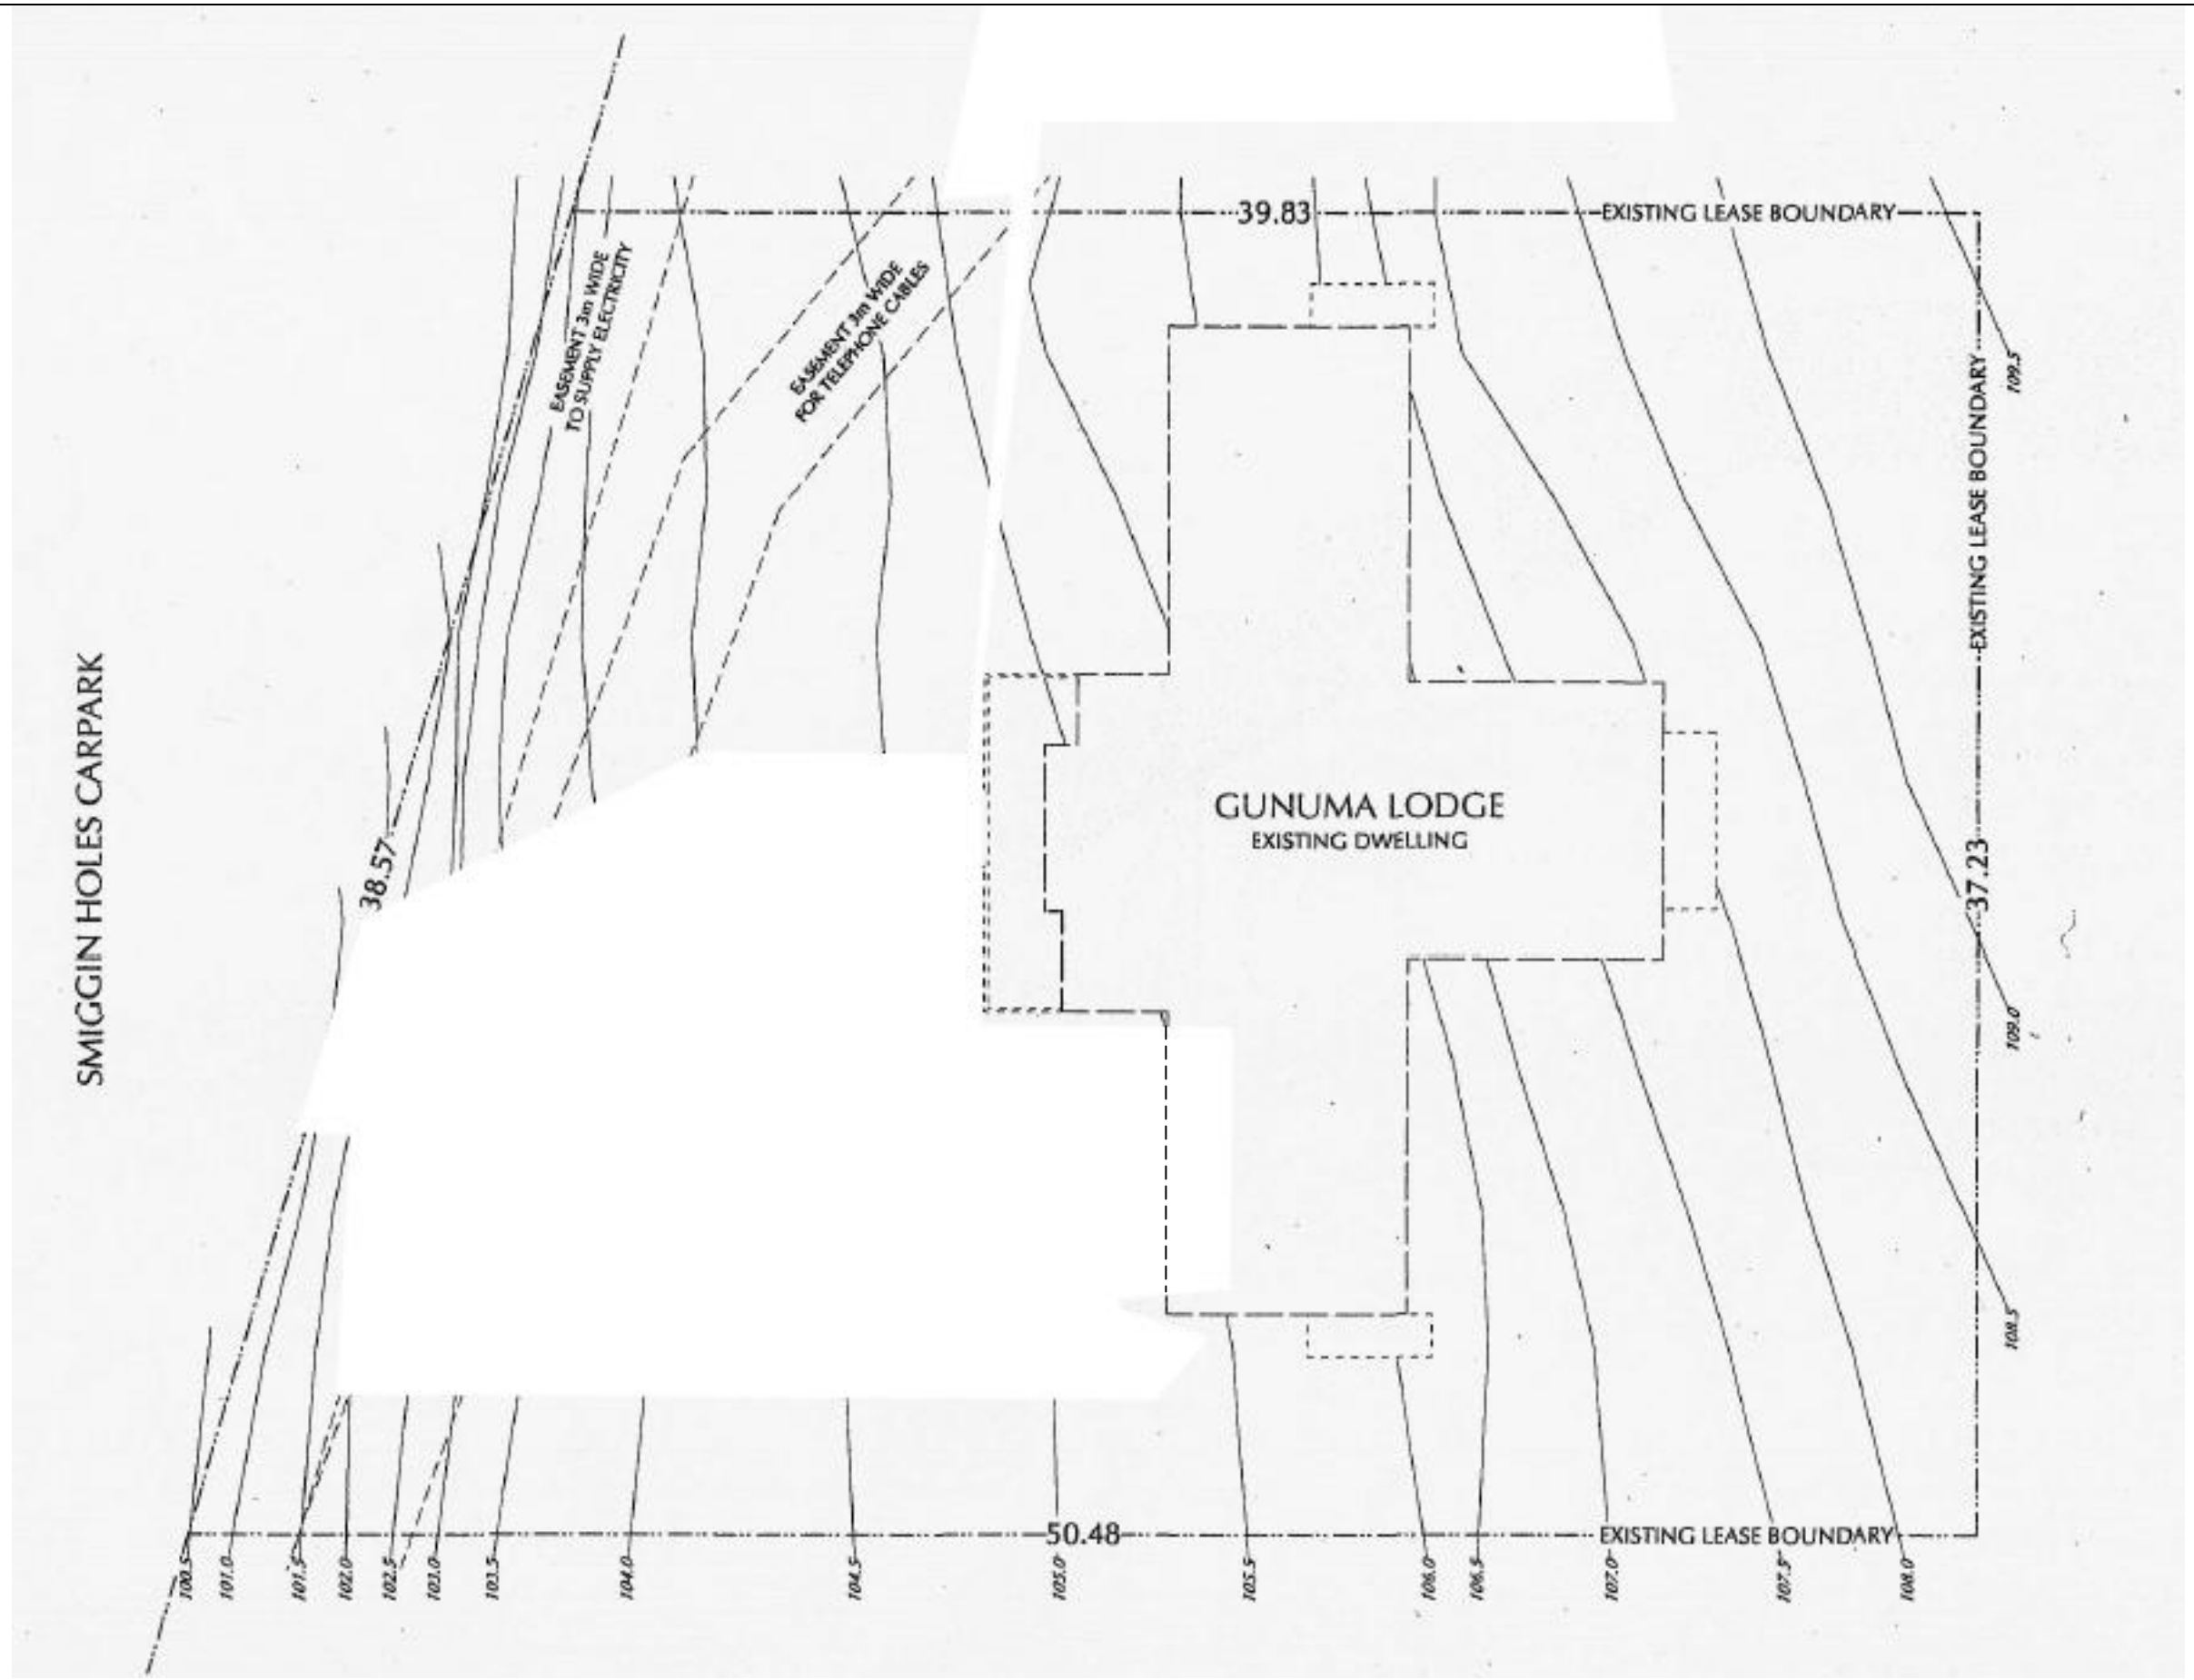 39.83
EXISTING LEASE BOUNDARY
EASEMENT 3m WIDE
TO SUPPLY ELECTRICITY
EASEMENT 3m WIDE
FOR TELEPHONE CABLES
109.5
EXISTING LEASE BOUNDARY
SMIGGIN HOLES CARPARK
38.57
GUNUMA LODGE
EXISTING DWELLING
37.23
109.0
108.5
50.48
EXISTING LEASE BOUNDARY
100.5
101.0
101.5
102.0
102.5
103.0
103.5
104.0
104.5
105.0
105.5
106.0
106.5
107.0
107.5
108.0